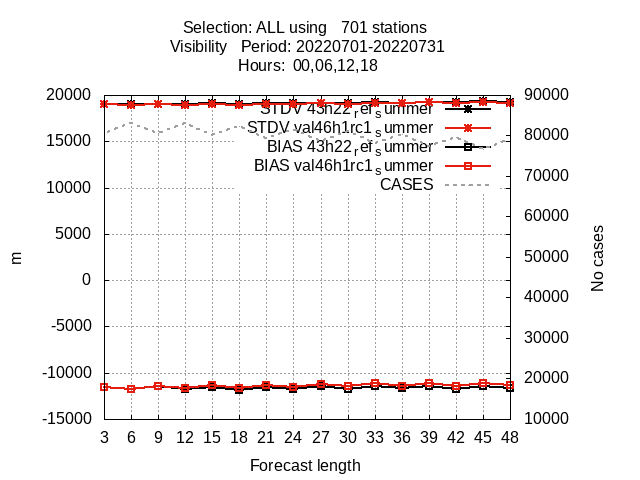 Selection: ALL using   701 stations
Visibility   Period: 20220701-20220731
Hours: 00,06,12,18
20000
15000
10000
5000
0
-5000
-10000
-15000
m
STDV 43h22_ref_summer
STDV val46h1rc1_summer
BIAS 43h22_ref_summer
BIAS val46h1rc1_summer
CASES
90000
80000
70000
60000
50000
40000
30000
20000
10000
No cases
3 6 9 12 15 18 21 24 27 30 33 36 39 42 45 48
Forecast length